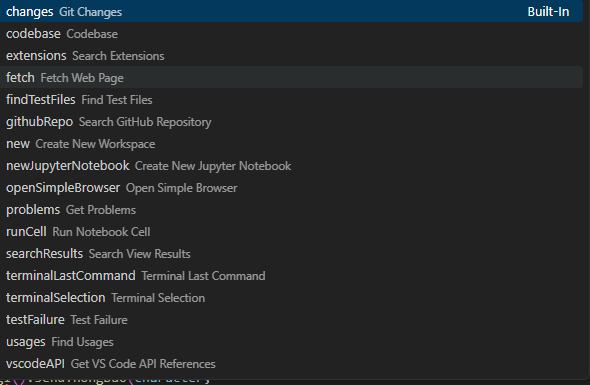 changes Git Changes Built-In
codebase Codebase
extensions Search Extensions
fetch Fetch Web Page
findTestFiles Find Test Files
githubRepo Search GitHub Repository
new Create New Workspace
newJupyterNotebook Create New Jupyter Notebook
openSimpleBrowser Open Simple Browser
problems Get Problems
runCell Run Notebook Cell
searchResults Search View Results
terminalLastCommand Terminal Last Command
terminalSelection Terminal Selection
testFailure Test Failure
usages Find Usages
vscodeAPI Get VS Code API References